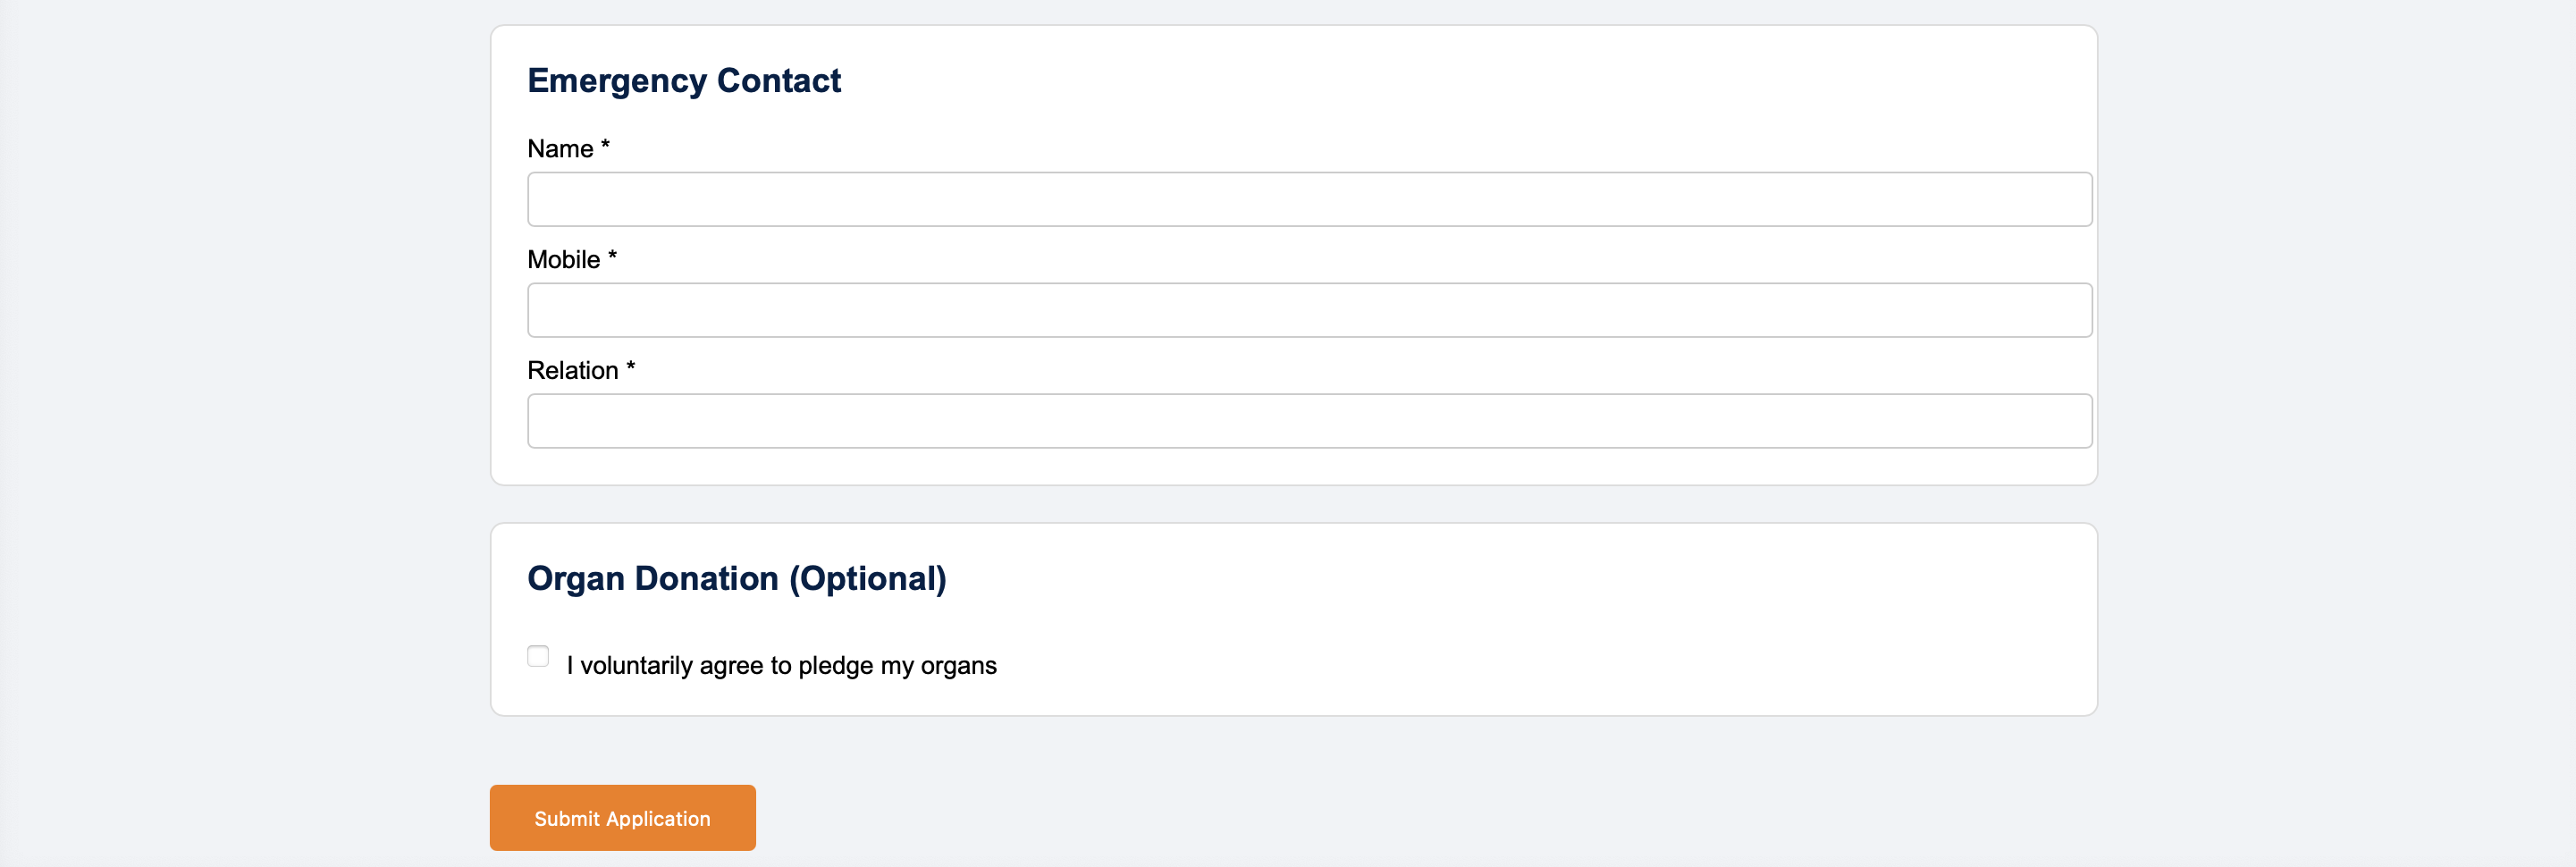 Emergency Contact
Name *
Mobile *
Relation *
Organ Donation (Optional)
I voluntarily agree to pledge my organs
Submit Application